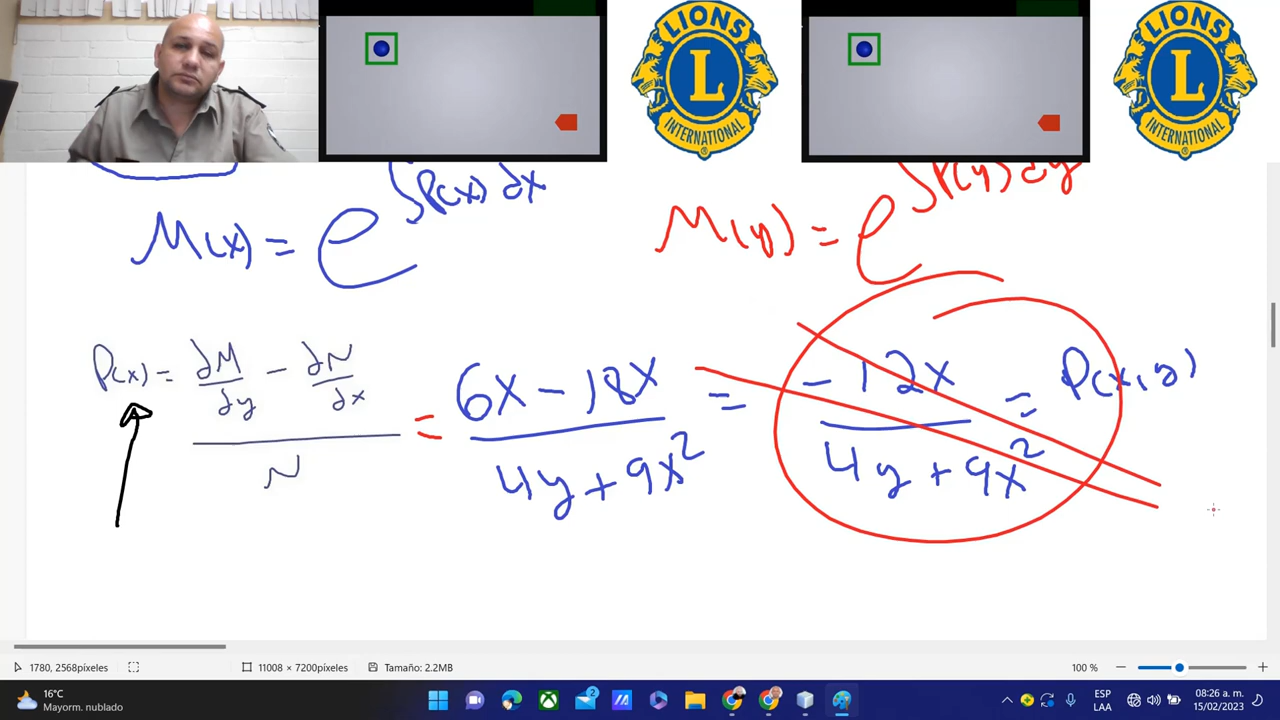 LIONS
L
INTERNATIONAL
®
LIONS
L
INTERNATIONAL
®
M(x) = e^{∫P(x) dx}
M(y) = e^{∫P(y) dy}
P(x) = (∂M/∂y − ∂N/∂x)/N = (6x − 18x)/(4y + 9x²) = −12x/(4y + 9x²) = P(x,y)
1780, 2568píxeles 11008 × 7200píxeles Tamaño: 2.2MB 100 %
16°C
Mayorm. nublado
2
ESP
LAA
08:26 a. m.
15/02/2023